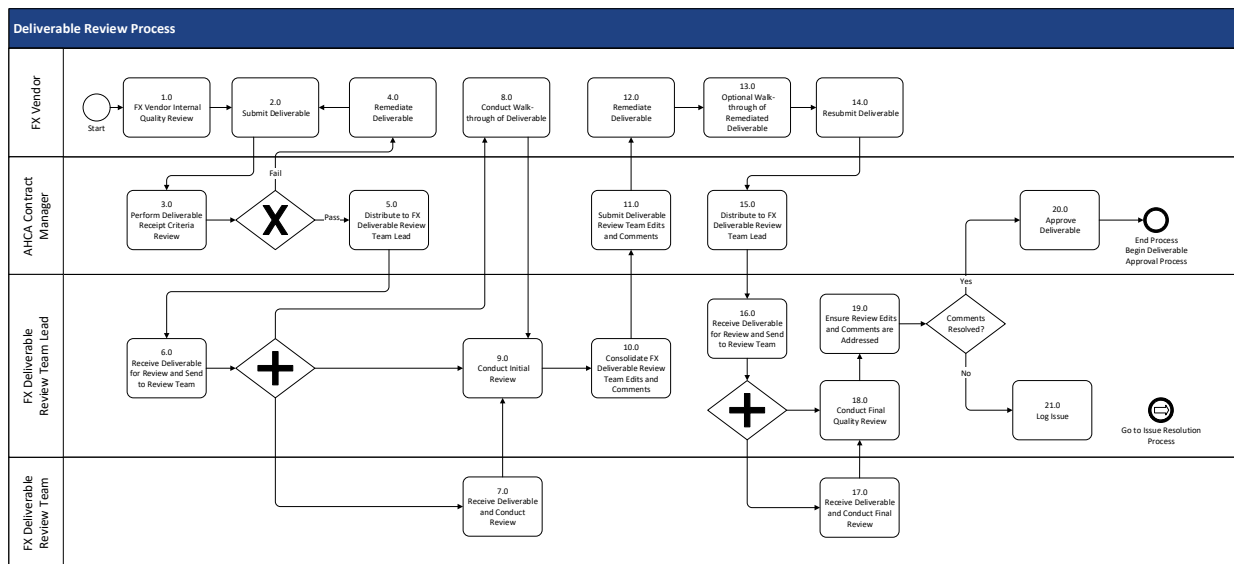 Deliverable Review Process
FX Vendor
Start
1.0
FX Vendor Internal
Quality Review
2.0
Submit Deliverable
4.0
Remediate
Deliverable
8.0
Conduct Walk-
through of Deliverable
12.0
Remediate
Deliverable
13.0
Optional Walk-
through of
Remediated
Deliverable
14.0
Resubmit Deliverable
AHCA Contract
Manager
3.0
Perform Deliverable
Receipt Criteria
Review
Fail
X
Pass
5.0
Distribute to FX
Deliverable Review
Team Lead
11.0
Submit Deliverable
Review Team Edits
and Comments
15.0
Distribute to FX
Deliverable Review
Team Lead
20.0
Approve
Deliverable
End Process
Begin Deliverable
Approval Process
FX Deliverable
Review Team Lead
6.0
Receive Deliverable
for Review and Send
to Review Team
9.0
Conduct Initial
Review
10.0
Consolidate FX
Deliverable Review
Team Edits and
Comments
16.0
Receive Deliverable
for Review and Send
to Review Team
18.0
Conduct Final
Quality Review
19.0
Ensure Review Edits
and Comments are
Addressed
Yes
Comments
Resolved?
No
21.0
Log Issue
Go to Issue Resolution
Process
FX Deliverable
Review Team
7.0
Receive Deliverable
and Conduct
Review
17.0
Receive Deliverable
and Conduct Final
Review